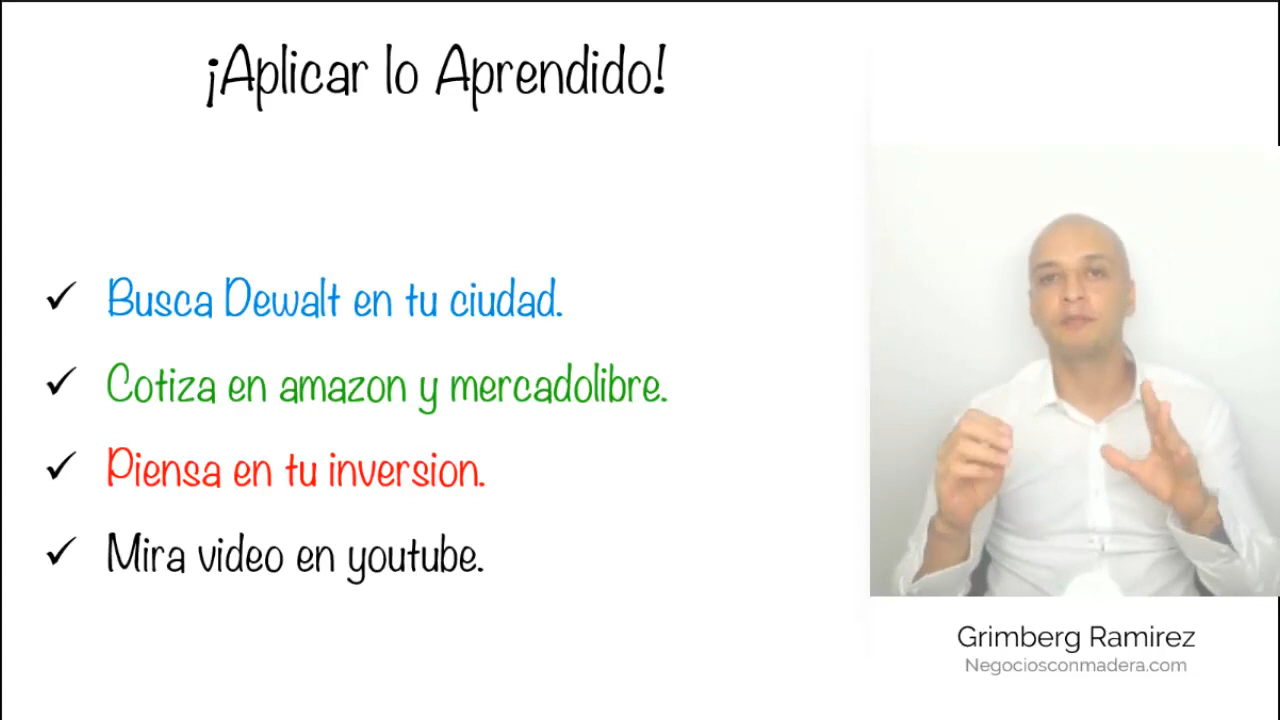 ¡Aplicar lo Aprendido!
Busca Dewalt en tu ciudad.
Cotiza en amazon y mercadolibre.
Piensa en tu inversion.
Mira video en youtube.
Grimberg Ramirez
Negociosconmadera.com